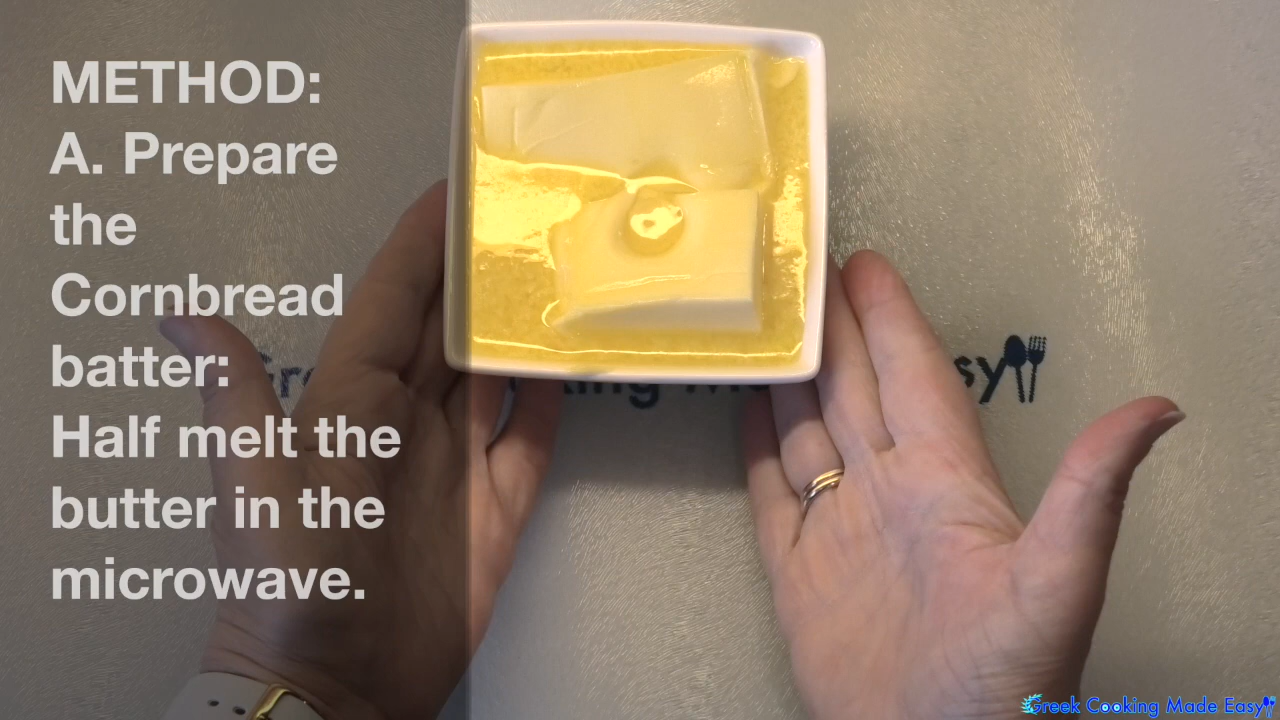 METHOD:
A. Prepare
the
Cornbread
batter:
Half melt the
butter in the
microwave.
Greek Cooking Made Easy